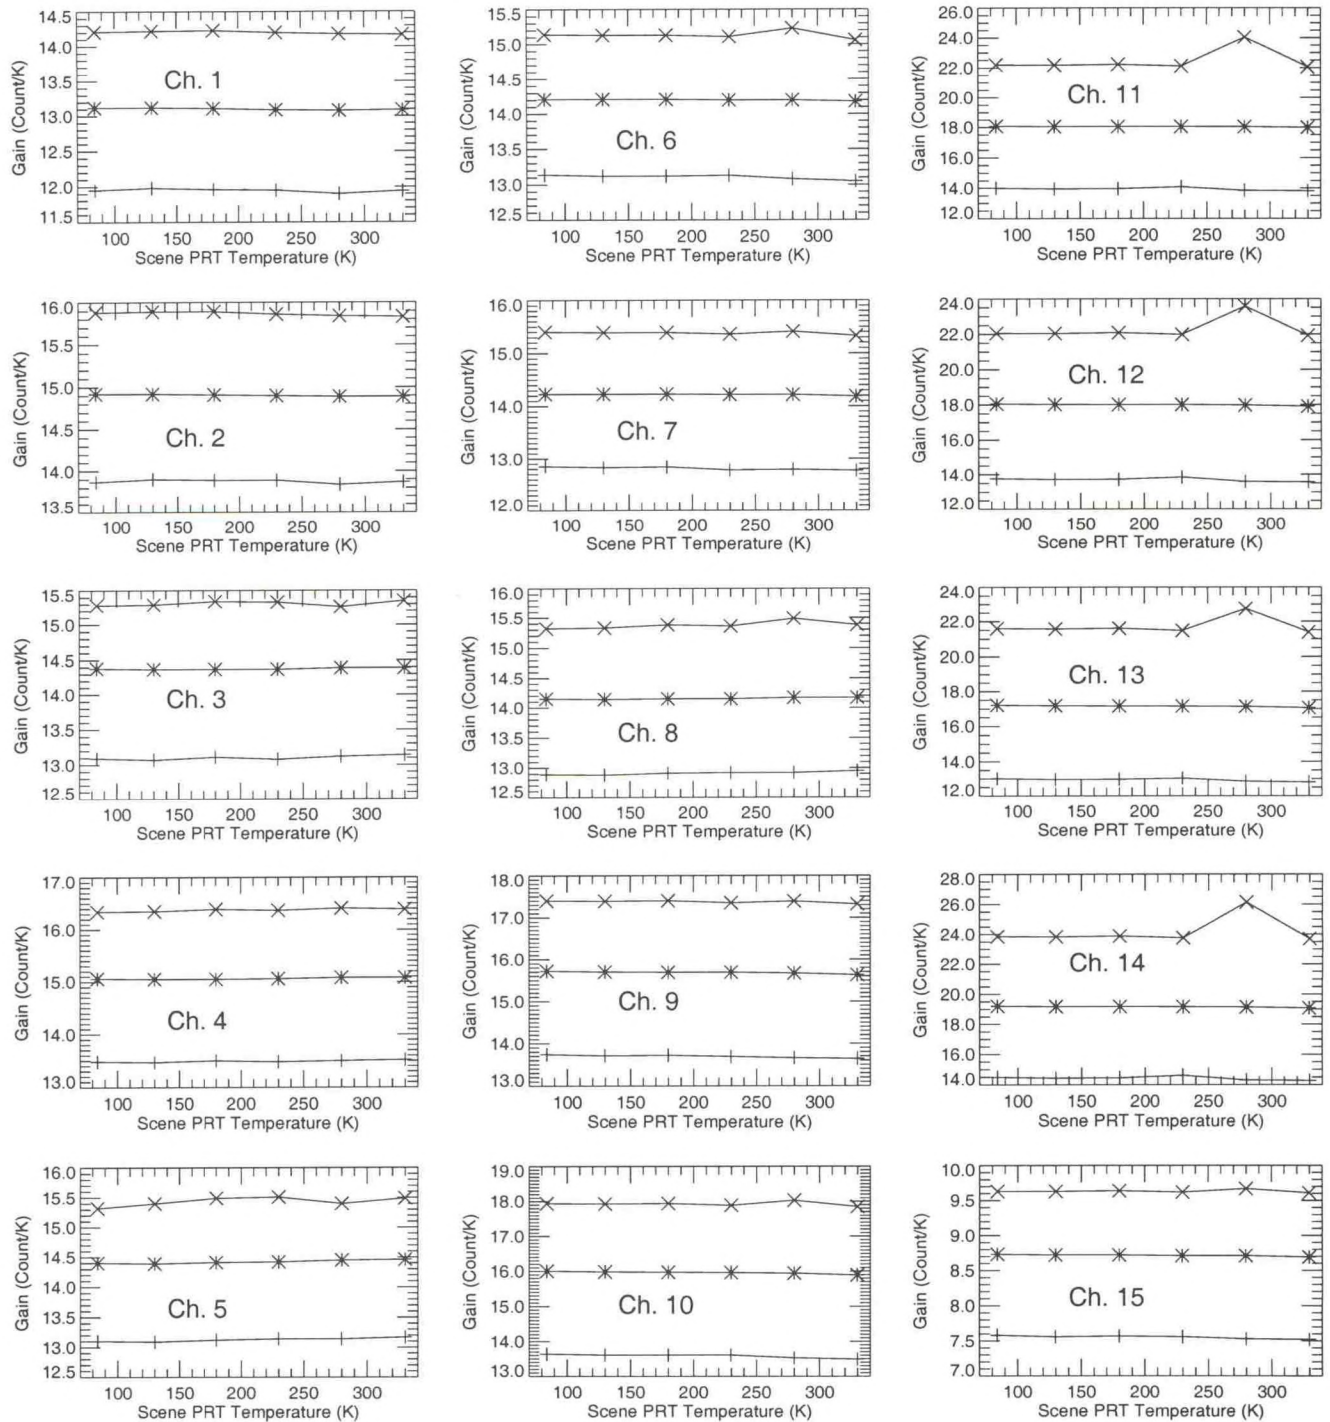 Gain (Count/K)
14.5
14.0
13.5
13.0
12.5
12.0
11.5
Ch. 1
100 150 200 250 300
Scene PRT Temperature (K)
Gain (Count/K)
16.0
15.5
15.0
14.5
14.0
13.5
Ch. 2
100 150 200 250 300
Scene PRT Temperature (K)
Gain (Count/K)
15.5
15.0
14.5
14.0
13.5
13.0
12.5
Ch. 3
100 150 200 250 300
Scene PRT Temperature (K)
Gain (Count/K)
17.0
16.0
15.0
14.0
13.0
Ch. 4
100 150 200 250 300
Scene PRT Temperature (K)
Gain (Count/K)
16.0
15.5
15.0
14.5
14.0
13.5
13.0
12.5
Ch. 5
100 150 200 250 300
Scene PRT Temperature (K)
Gain (Count/K)
15.5
15.0
14.5
14.0
13.5
13.0
12.5
Ch. 6
100 150 200 250 300
Scene PRT Temperature (K)
Gain (Count/K)
16.0
15.0
14.0
13.0
12.0
Ch. 7
100 150 200 250 300
Scene PRT Temperature (K)
Gain (Count/K)
16.0
15.5
15.0
14.5
14.0
13.5
13.0
12.5
Ch. 8
100 150 200 250 300
Scene PRT Temperature (K)
Gain (Count/K)
18.0
17.0
16.0
15.0
14.0
13.0
Ch. 9
100 150 200 250 300
Scene PRT Temperature (K)
Gain (Count/K)
19.0
18.0
17.0
16.0
15.0
14.0
13.0
Ch. 10
100 150 200 250 300
Scene PRT Temperature (K)
Gain (Count/K)
26.0
24.0
22.0
20.0
18.0
16.0
14.0
12.0
Ch. 11
100 150 200 250 300
Scene PRT Temperature (K)
Gain (Count/K)
24.0
22.0
20.0
18.0
16.0
14.0
12.0
Ch. 12
100 150 200 250 300
Scene PRT Temperature (K)
Gain (Count/K)
24.0
22.0
20.0
18.0
16.0
14.0
12.0
Ch. 13
100 150 200 250 300
Scene PRT Temperature (K)
Gain (Count/K)
28.0
26.0
24.0
22.0
20.0
18.0
16.0
14.0
Ch. 14
100 150 200 250 300
Scene PRT Temperature (K)
Gain (Count/K)
10.0
9.5
9.0
8.5
8.0
7.5
7.0
Ch. 15
100 150 200 250 300
Scene PRT Temperature (K)